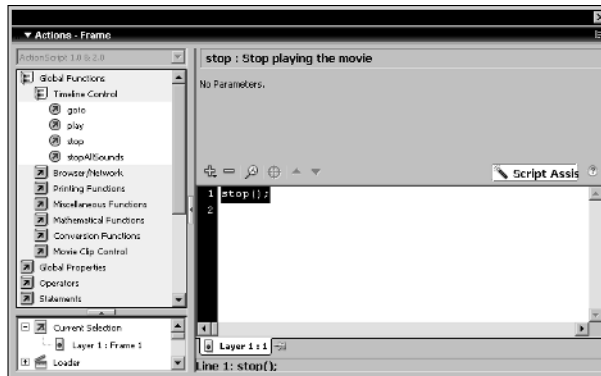 Actions - Frame
ActionScript 1.0 & 2.0
Global Functions
Timeline Control
goto
play
stop
stopAllSounds
Browser/Network
Printing Functions
Miscellaneous Functions
Mathematical Functions
Conversion Functions
Movie Clip Control
Global Properties
Operators
Statements
Current Selection
Layer 1 : Frame 1
Loader
stop : Stop playing the movie
No Parameters.
Script Assis
1 stop();
2
Layer 1 : 1
Line 1: stop();